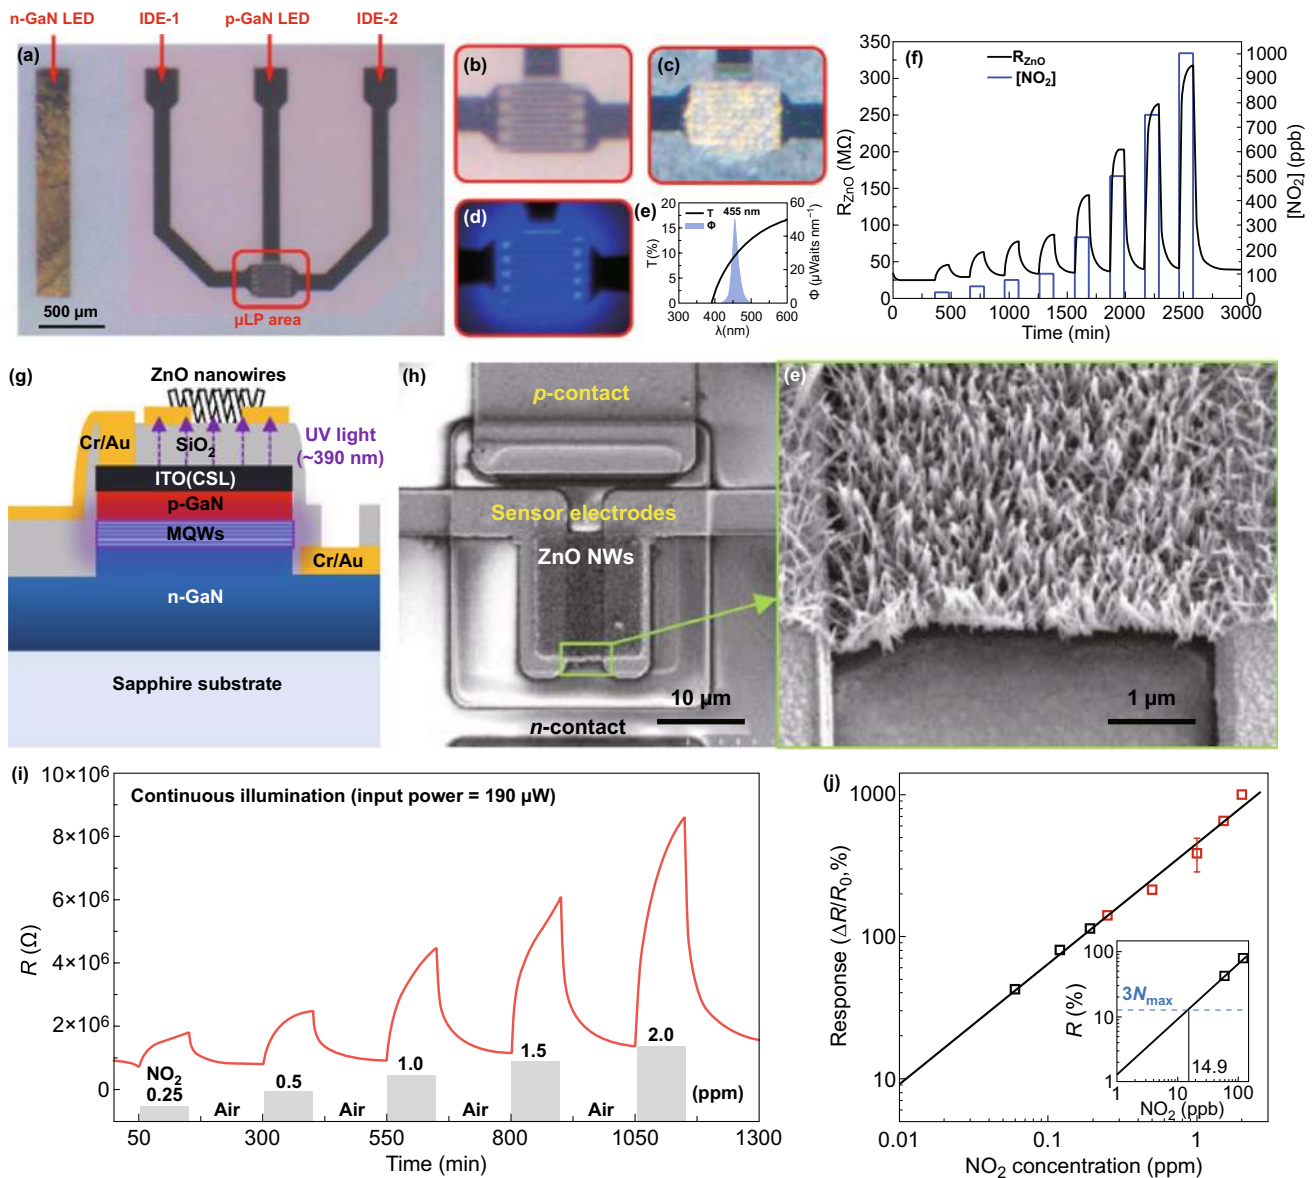 n-GaN LED IDE-1 p-GaN LED IDE-2
(a)
500 µm
µLP area
(b)
(c)
(d)
(e)
T
Φ
455 nm
20
15
10
5
0
T(%)
60
40
20
0
Φ (µWaits nm⁻¹)
300 400 500 600
λ(nm)
(f)
R_ZnO
[NO₂]
350
300
250
200
150
100
50
0
R_ZnO (MΩ)
1000
900
800
700
600
500
400
300
200
100
0
[NO₂] (ppb)
0 500 1000 1500 2000 2500 3000
Time (min)
(g)
ZnO nanowires
Cr/Au
SiO₂
UV light
(~390 nm)
ITO(CSL)
p-GaN
MQWs
Cr/Au
n-GaN
Sapphire substrate
(h)
p-contact
Sensor electrodes
ZnO NWs
10 µm
n-contact
(e)
1 µm
(i)
Continuous illumination (input power = 190 µW)
10×10⁶
8×10⁶
6×10⁶
4×10⁶
2×10⁶
0
R (Ω)
NO₂
0.25
Air
0.5
Air
1.0
Air
1.5
Air
2.0
(ppm)
50 300 550 800 1050 1300
Time (min)
(j)
1000
100
10
Response (ΔR/R₀,%)
0.01 0.1 1
NO₂ concentration (ppm)
100
10
1
R (%)
3N_max
14.9
1 10 100
NO₂ (ppb)